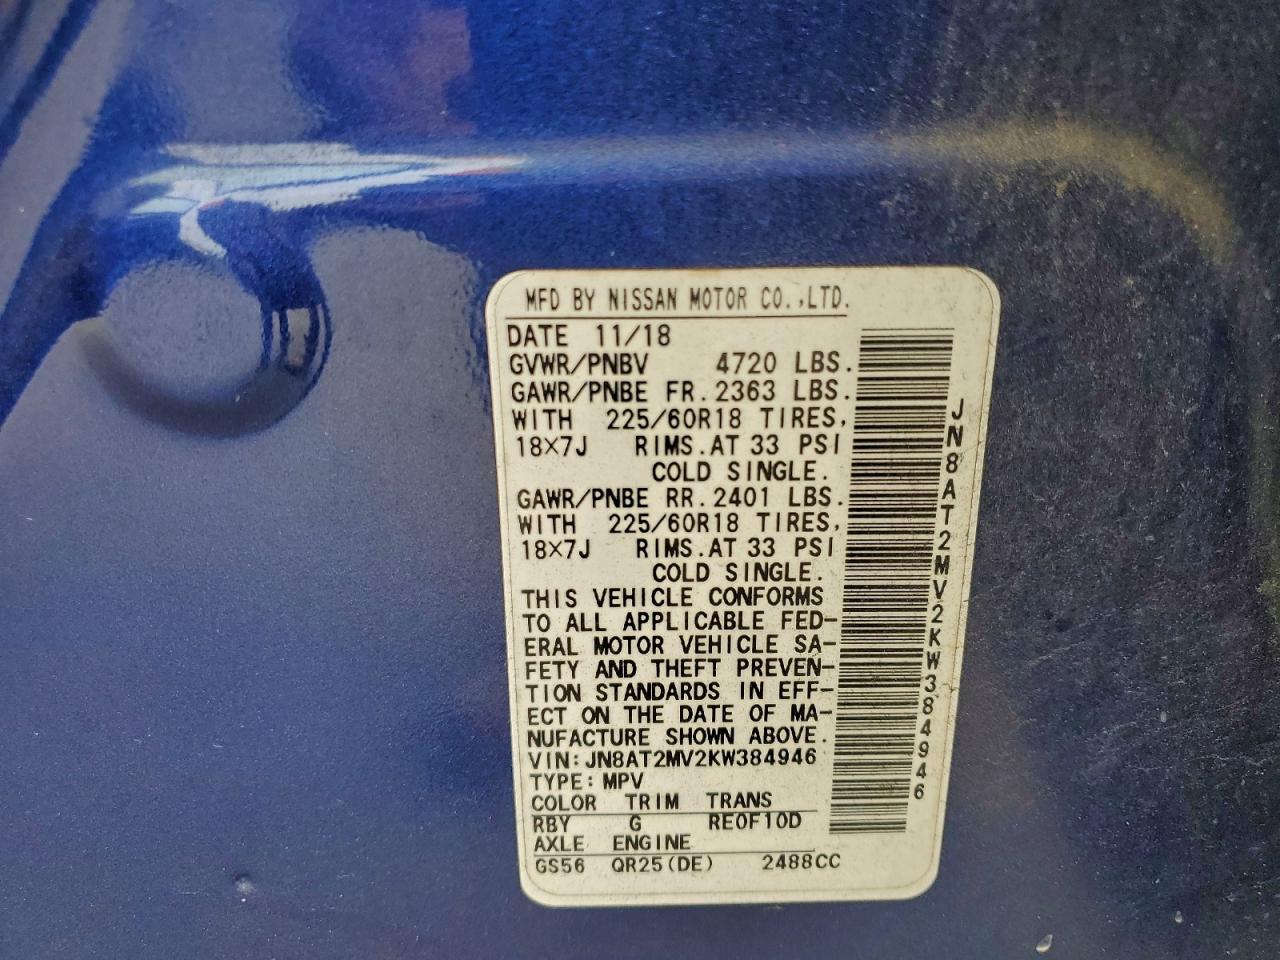 MFD BY NISSAN MOTOR CO.,LTD.
DATE 11/18
GVWR/PNBV 4720 LBS.
GAWR/PNBE FR.2363 LBS.
WITH 225/60R18 TIRES,
18×7J RIMS.AT 33 PSI
COLD SINGLE.
GAWR/PNBE RR.2401 LBS.
WITH 225/60R18 TIRES,
18×7J RIMS.AT 33 PSI
COLD SINGLE.
THIS VEHICLE CONFORMS
TO ALL APPLICABLE FED-
ERAL MOTOR VEHICLE SA-
FETY AND THEFT PREVEN-
TION STANDARDS IN EFF-
ECT ON THE DATE OF MA-
NUFACTURE SHOWN ABOVE.
VIN:JN8AT2MV2KW384946
TYPE:MPV
COLOR TRIM TRANS
RBY G RE0F10D
AXLE ENGINE
GS56 QR25(DE) 2488CC
JN8AT2MV2KW384946